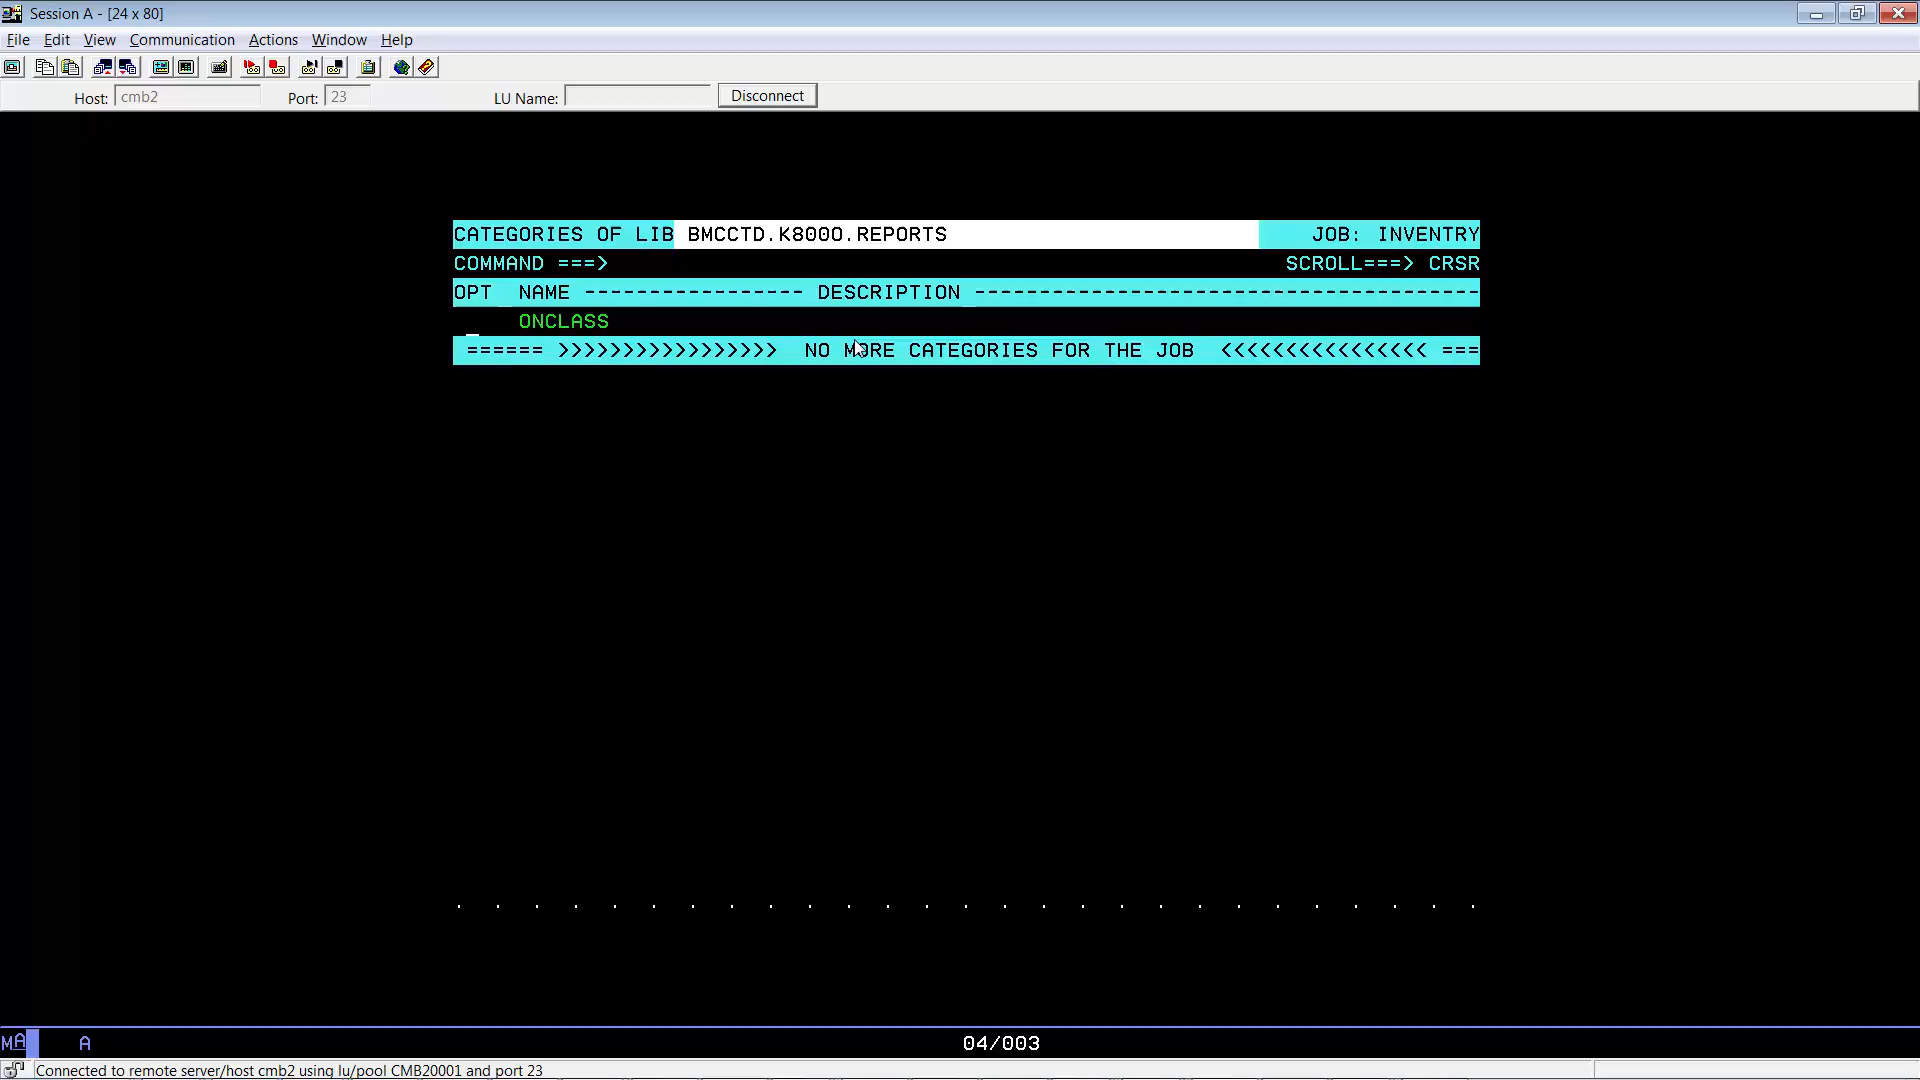 Session A - [24 x 80]
File Edit View Communication Actions Window Help
Host: cmb2 Port: 23 LU Name: Disconnect
CATEGORIES OF LIB BMCCTD.K800O.REPORTS JOB: INVENTRY
COMMAND ===> SCROLL===> CRSR
OPT NAME ----------------- DESCRIPTION ---------------------------------------
ONCLASS
====== >>>>>>>>>>>>>>>>> NO MORE CATEGORIES FOR THE JOB <<<<<<<<<<<<<<<< ===
. . . . . . . . . . . . . . . . . . . . . . . . . . .
MA A 04/003
Connected to remote server/host cmb2 using lu/pool CMB20001 and port 23